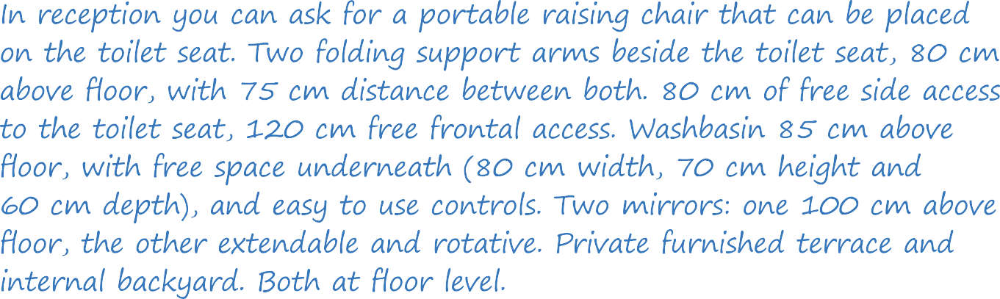 In reception you can ask for a portable raising chair that can be placed
on the toilet seat. Two folding support arms beside the toilet seat, 80 cm
above floor, with 75 cm distance between both. 80 cm of free side access
to the toilet seat, 120 cm free frontal access. Washbasin 85 cm above
floor, with free space underneath (80 cm width, 70 cm height and
60 cm depth), and easy to use controls. Two mirrors: one 100 cm above
floor, the other extendable and rotative. Private furnished terrace and
internal backyard. Both at floor level.